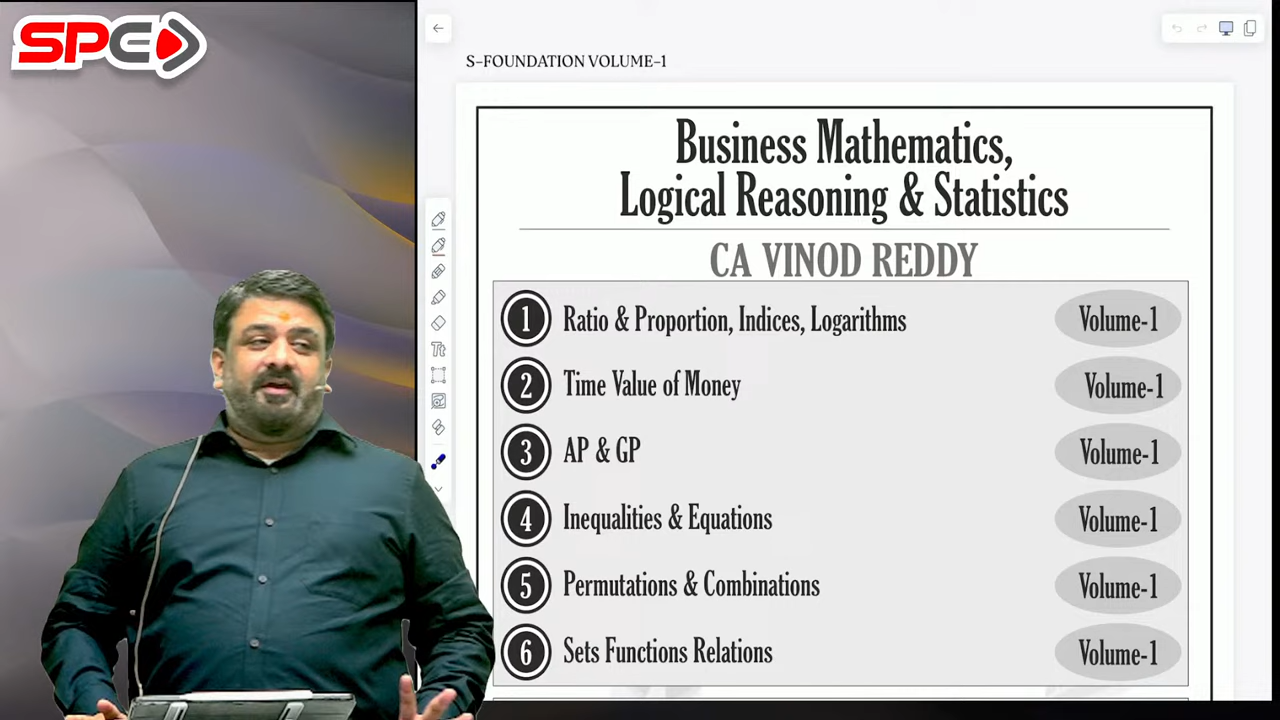 SPED
S-FOUNDATION VOLUME-1
Business Mathematics,
Logical Reasoning & Statistics
CA VINOD REDDY
1 Ratio & Proportion, Indices, Logarithms Volume-1
2 Time Value of Money Volume-1
3 AP & GP Volume-1
4 Inequalities & Equations Volume-1
5 Permutations & Combinations Volume-1
6 Sets Functions Relations Volume-1
Tt